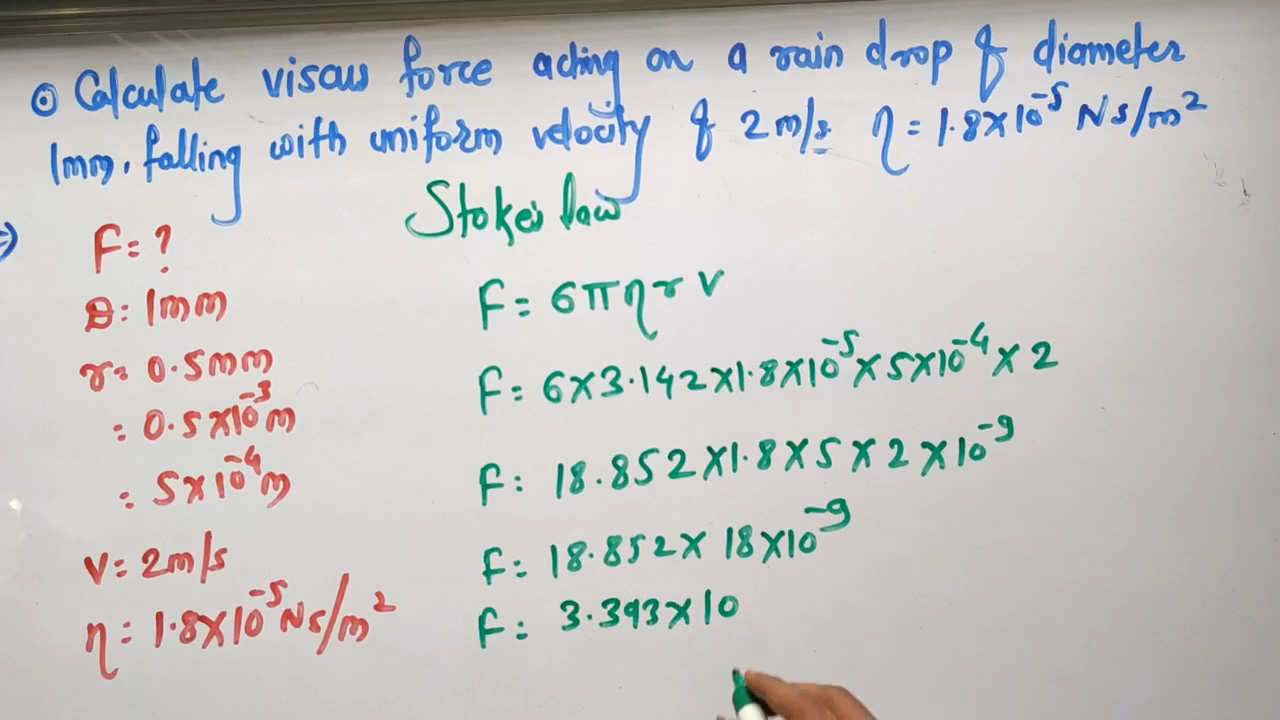 ⊙ Calculate viscous force acting on a rain drop of diameter
1mm, falling with uniform velocity of 2 m/s η = 1.8×10⁻⁵ Ns/m²
Stoke's law
⇒ F = ?
D: 1mm
r = 0.5mm
= 0.5×10⁻³m
= 5×10⁻⁴m
v = 2m/s
η = 1.8×10⁻⁵Ns/m²
F = 6πηrv
F = 6×3.142×1.8×10⁻⁵×5×10⁻⁴×2
F = 18.852×1.8×5×2×10⁻⁹
F = 18.852×18×10⁻⁹
F = 3.393×10